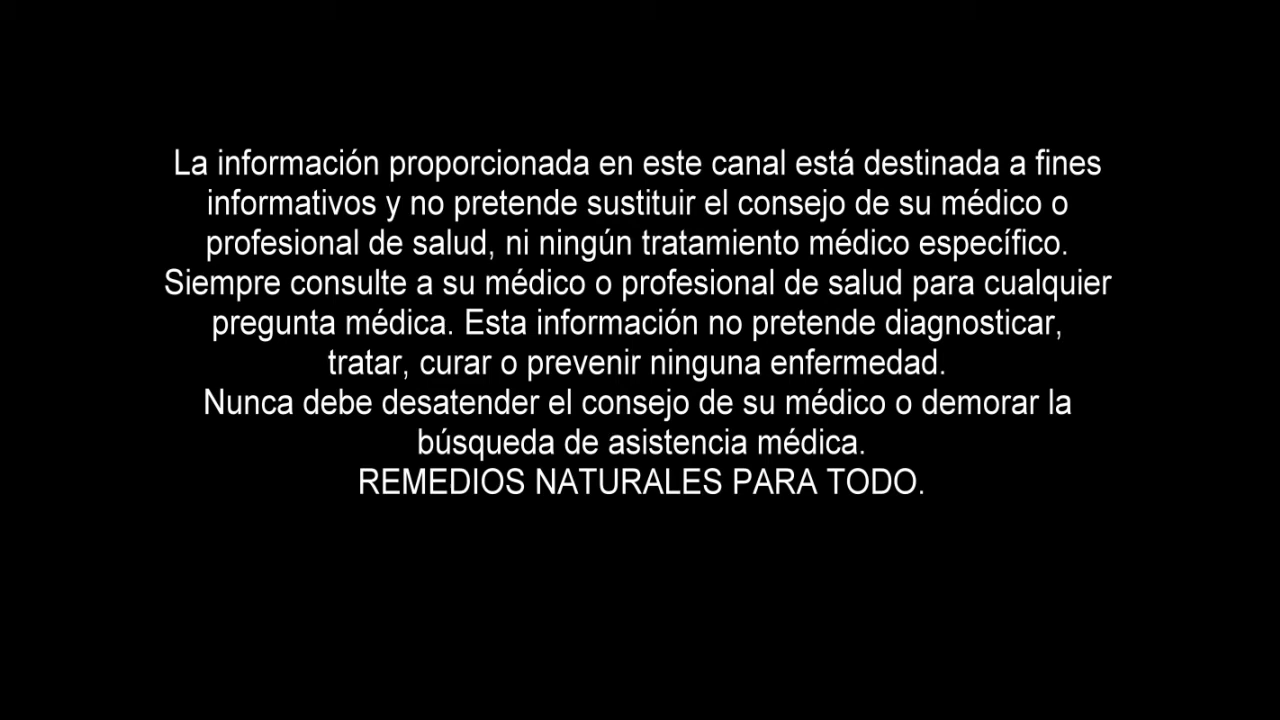 La información proporcionada en este canal está destinada a fines
informativos y no pretende sustituir el consejo de su médico o
profesional de salud, ni ningún tratamiento médico específico.
Siempre consulte a su médico o profesional de salud para cualquier
pregunta médica. Esta información no pretende diagnosticar,
tratar, curar o prevenir ninguna enfermedad.
Nunca debe desatender el consejo de su médico o demorar la
búsqueda de asistencia médica.
REMEDIOS NATURALES PARA TODO.